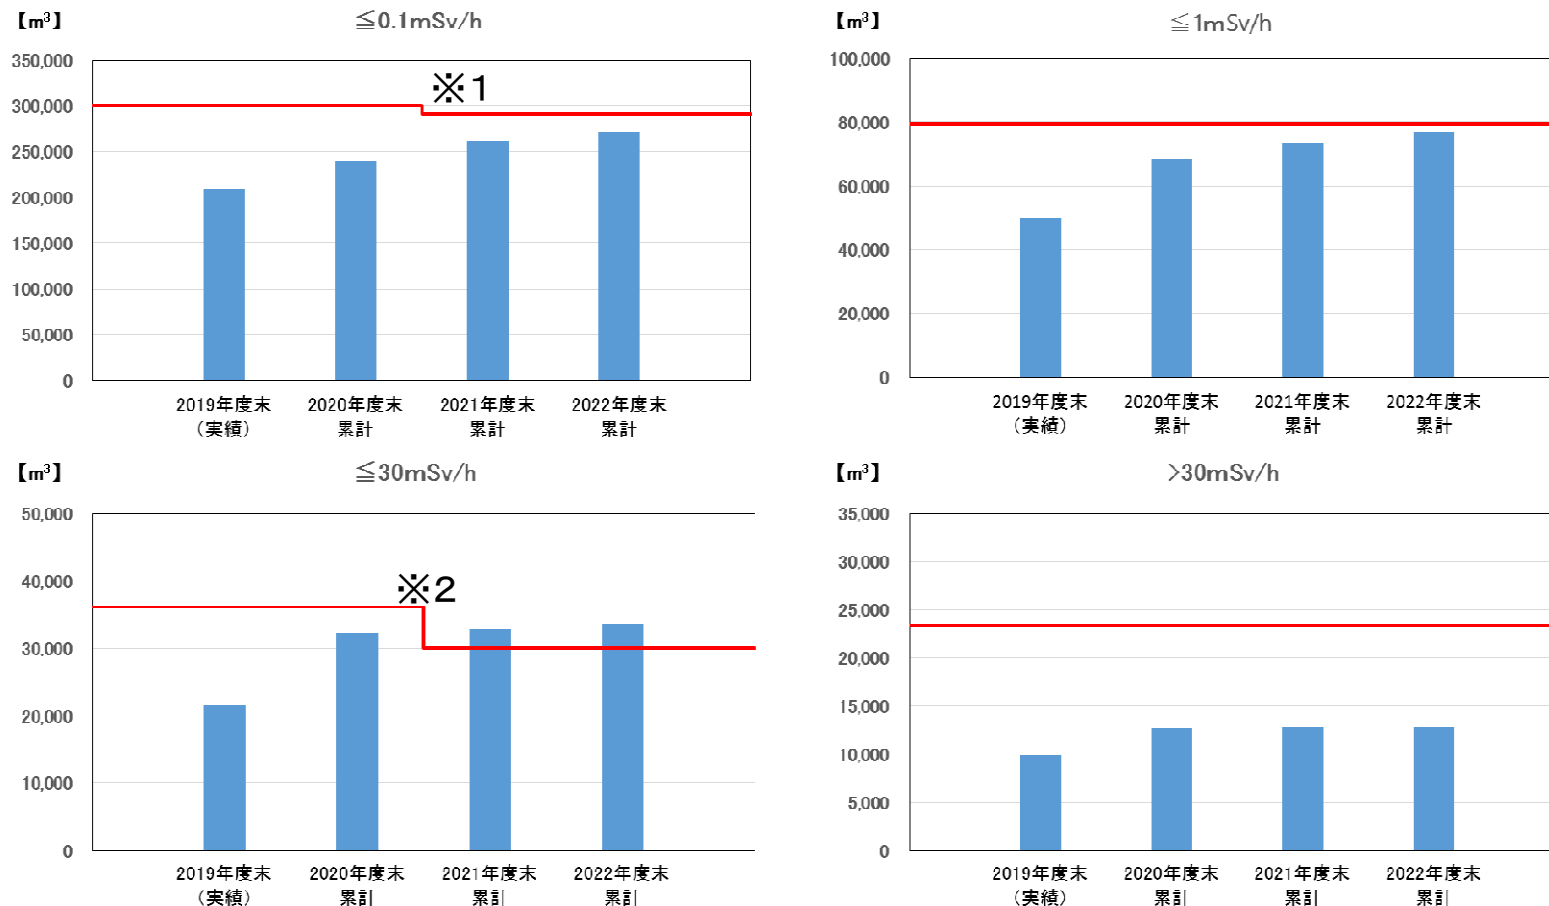 【m³】
≦0.1mSv/h
350,000
300,000
250,000
200,000
150,000
100,000
50,000
0
※1
2019年度末
（実績）
2020年度末
累計
2021年度末
累計
2022年度末
累計
【m³】
≦1mSv/h
100,000
80,000
60,000
40,000
20,000
0
2019年度末
（実績）
2020年度末
累計
2021年度末
累計
2022年度末
累計
【m³】
≦30mSv/h
50,000
40,000
30,000
20,000
10,000
0
※2
2019年度末
（実績）
2020年度末
累計
2021年度末
累計
2022年度末
累計
【m³】
>30mSv/h
35,000
30,000
25,000
20,000
15,000
10,000
5,000
0
2019年度末
（実績）
2020年度末
累計
2021年度末
累計
2022年度末
累計